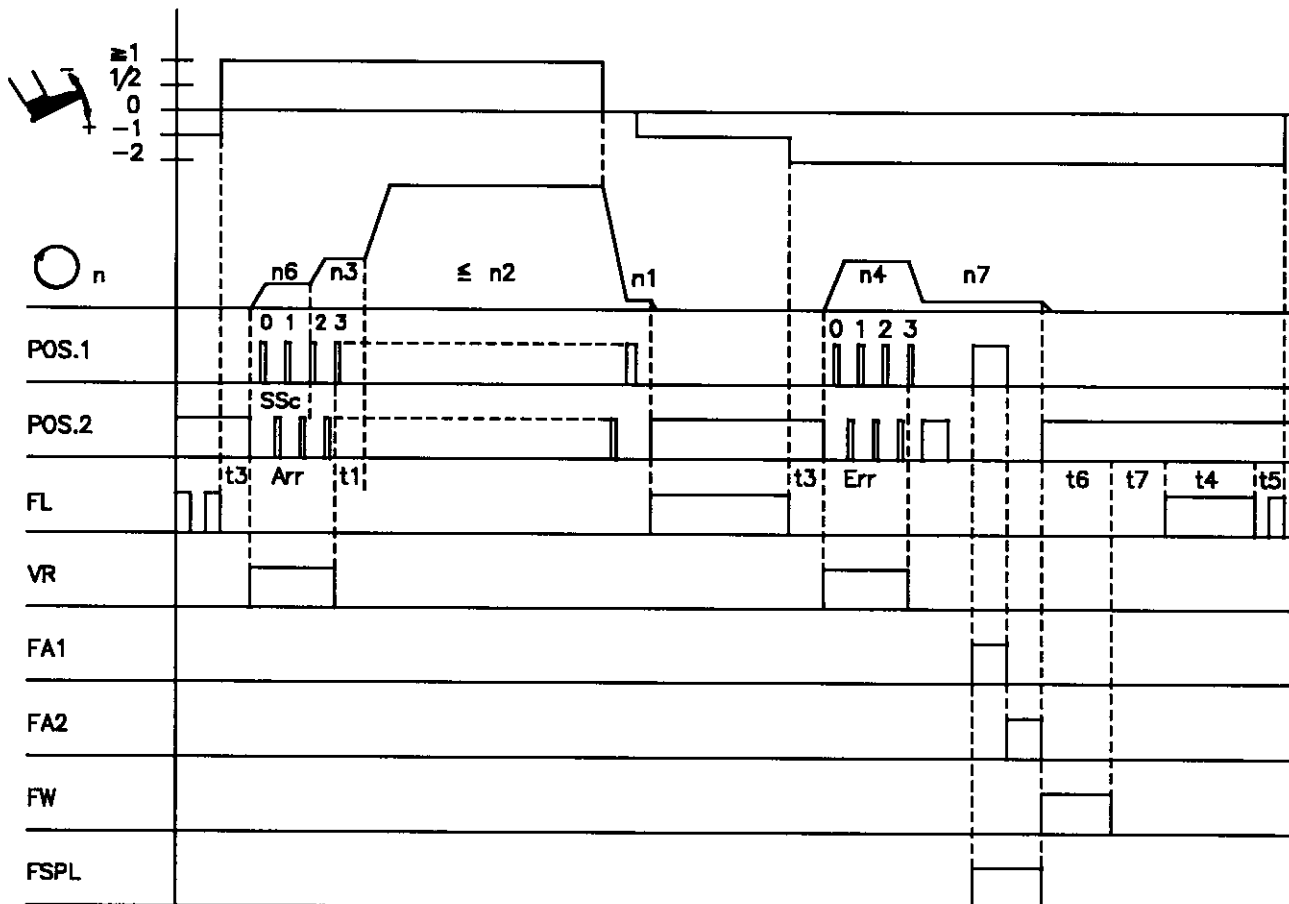 ≧1
1/2
0
-1
-2
−
+
n
n6
n3
≦ n2
n1
n4
n7
0 1 2 3
0 1 2 3
POS.1
SSc
POS.2
t3
Arr
t1
t3
Err
t6
t7
t4
t5
FL
VR
FA1
FA2
FW
FSPL